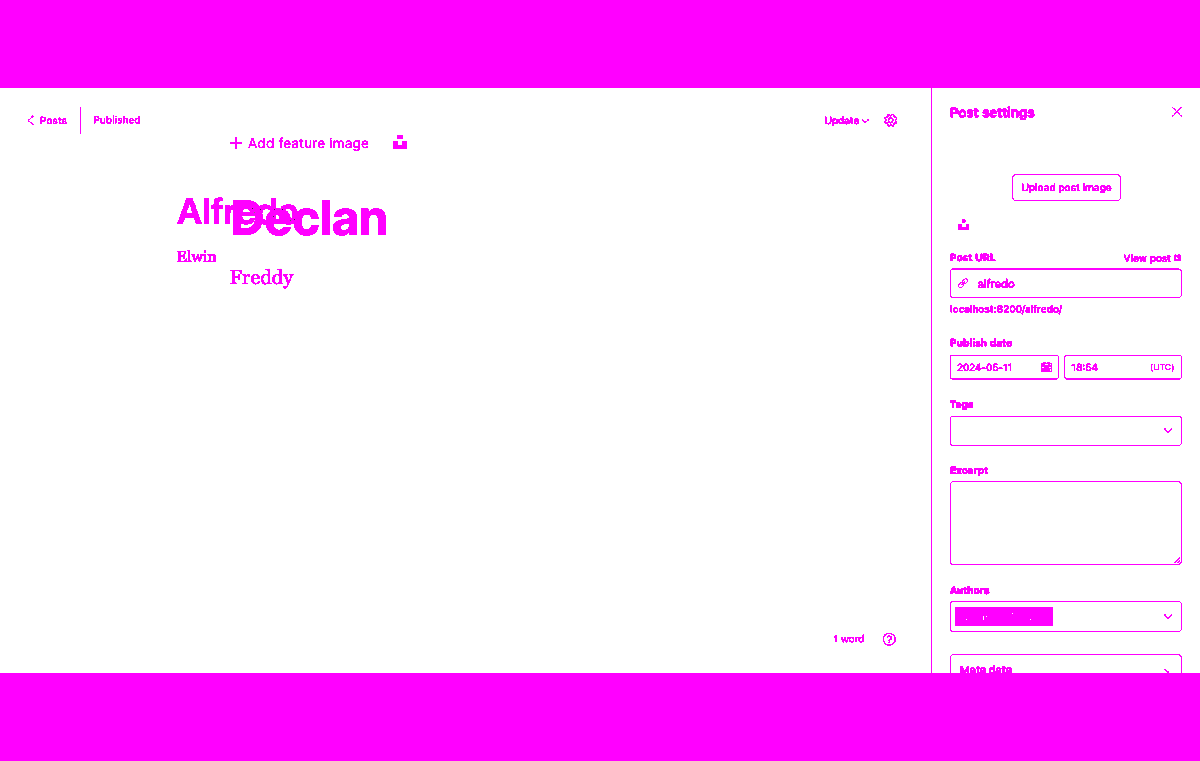 Posts
Published
Update
Add feature image
Alfredo
Declan
Elwin
Freddy
1 word
Post settings
Upload post image
Post URL
View post
alfredo
localhost:6200/alfredo/
Publish date
2024-06-11
18:54
(UTC)
Tags
Excerpt
Authors
Meta data